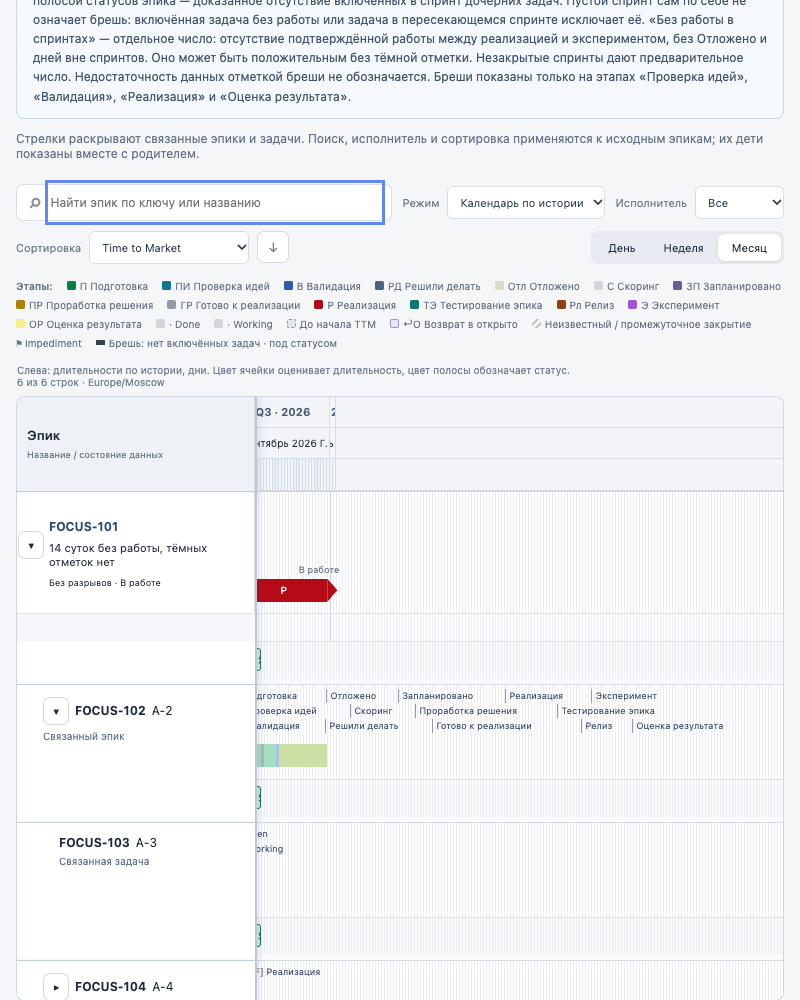 полосой статусов эпика — доказанное отсутствие включённых в спринт дочерних задач. Пустой спринт сам по себе не
означает брешь: включённая задача без работы или задача в пересекающемся спринте исключает её. «Без работы в
спринтах» — отдельное число: отсутствие подтверждённой работы между реализацией и экспериментом, без Отложено и
дней вне спринтов. Оно может быть положительным без тёмной отметки. Незакрытые спринты дают предварительное
число. Недостаточность данных отметкой бреши не обозначается. Бреши показаны только на этапах «Проверка идей»,
«Валидация», «Реализация» и «Оценка результата».
Стрелки раскрывают связанные эпики и задачи. Поиск, исполнитель и сортировка применяются к исходным эпикам; их дети
показаны вместе с родителем.
Найти эпик по ключу или названию
Режим
Календарь по истории
Исполнитель
Все
Сортировка
Time to Market
↓
День
Неделя
Месяц
Этапы: П Подготовка ПИ Проверка идей В Валидация РД Решили делать Отл Отложено С Скоринг ЗП Запланировано
ПР Проработка решения ГР Готово к реализации Р Реализация ТЭ Тестирование эпика Рл Релиз Э Эксперимент
ОР Оценка результата · Done · Working До начала ТТМ ↩О Возврат в открыто Неизвестный / промежуточное закрытие
⚑ Impediment Брешь: нет включённых задач · под статусом
Слева: длительности по истории, дни. Цвет ячейки оценивает длительность, цвет полосы обозначает статус.
6 из 6 строк · Europe/Moscow
Эпик
Название / состояние данных
Q3 · 2026
2
нтябрь 2026 г.
FOCUS-101
14 суток без работы, тёмных
отметок нет
Без разрывов · В работе
В работе
Р
FOCUS-102 A-2
Связанный эпик
дготовка Отложено Запланировано Реализация Эксперимент
роверка идей Скоринг Проработка решения Тестирование эпика
алидация Решили делать Готово к реализации Релиз Оценка результата
FOCUS-103 A-3
Связанная задача
en
orking
FOCUS-104 A-4
] Реализация